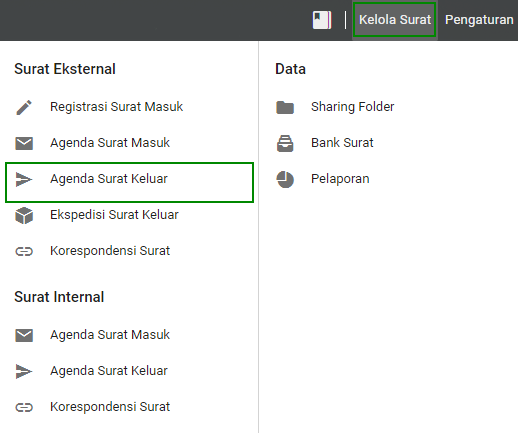 Kelola Surat Pengaturan
Surat Eksternal
Registrasi Surat Masuk
Agenda Surat Masuk
Agenda Surat Keluar
Ekspedisi Surat Keluar
Korespondensi Surat
Surat Internal
Agenda Surat Masuk
Agenda Surat Keluar
Korespondensi Surat
Data
Sharing Folder
Bank Surat
Pelaporan